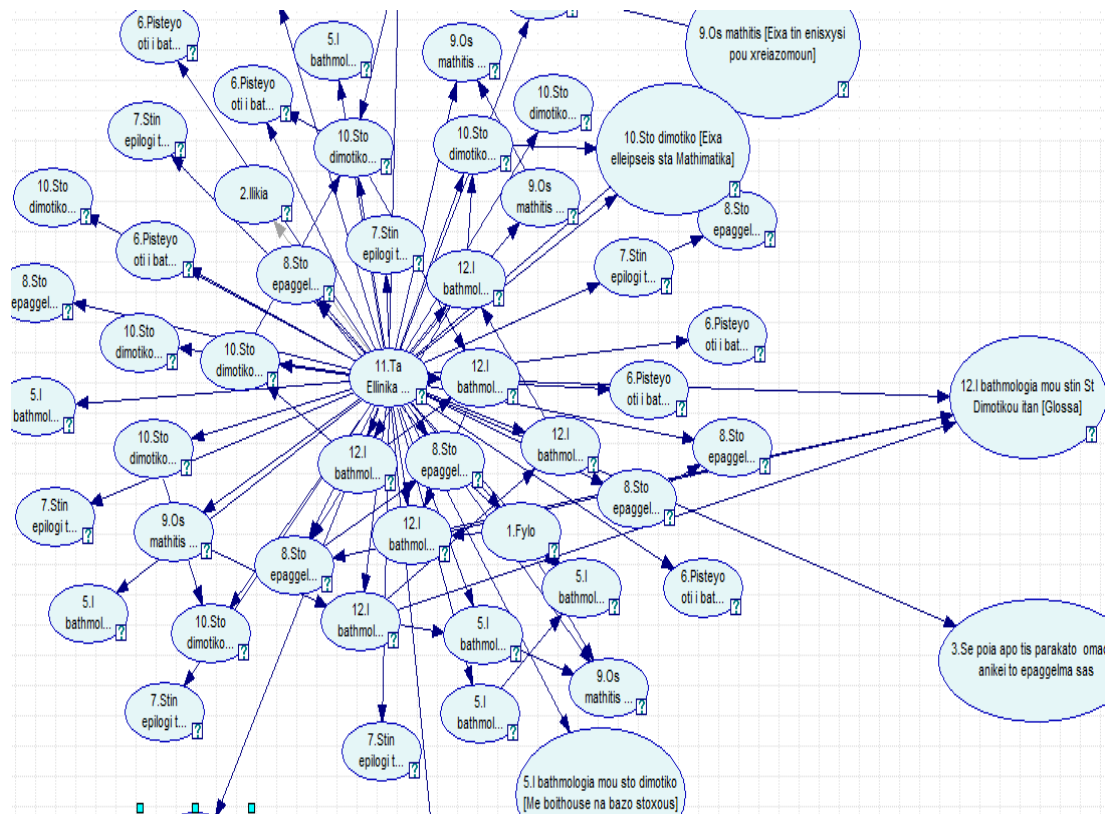 6.Pisteyo
oti i bat...
5.I
bathmol...
9.Os
mathitis ...
9.Os mathitis [Eixa tin enisxysi
pou xreiazomoun]
6.Pisteyo
oti i bat...
10.Sto
dimotiko...
7.Stin
epilogi t...
10.Sto
dimotiko...
10.Sto
dimotiko...
10.Sto dimotiko [Eixa
elleipseis sta Mathimatika]
10.Sto
dimotiko...
2.Ilikia
9.Os
mathitis ...
8.Sto
epaggel...
6.Pisteyo
oti i bat...
7.Stin
epilogi t...
8.Sto
epaggel...
7.Stin
epilogi t...
12.I
bathmol...
8.Sto
epaggel...
10.Sto
dimotiko...
6.Pisteyo
oti i bat...
10.Sto
dimotiko...
11.Ta
Ellinika ...
12.I
bathmol...
6.Pisteyo
oti i bat...
12.I bathmologia mou stin St
Dimotikou itan [Glossa]
5.I
bathmol...
10.Sto
dimotiko...
12.I
bathmol...
8.Sto
epaggel...
12.I
bathmol...
8.Sto
epaggel...
8.Sto
epaggel...
7.Stin
epilogi t...
9.Os
mathitis ...
12.I
bathmol...
1.Fylo
8.Sto
epaggel...
5.I
bathmol...
6.Pisteyo
oti i bat...
5.I
bathmol...
10.Sto
dimotiko...
12.I
bathmol...
5.I
bathmol...
3.Se poia apo tis parakato omad
anikei to epaggelma sas
9.Os
mathitis ...
7.Stin
epilogi t...
5.I
bathmol...
7.Stin
epilogi t...
5.I bathmologia mou sto dimotiko
[Me boithouse na bazo stoxous]